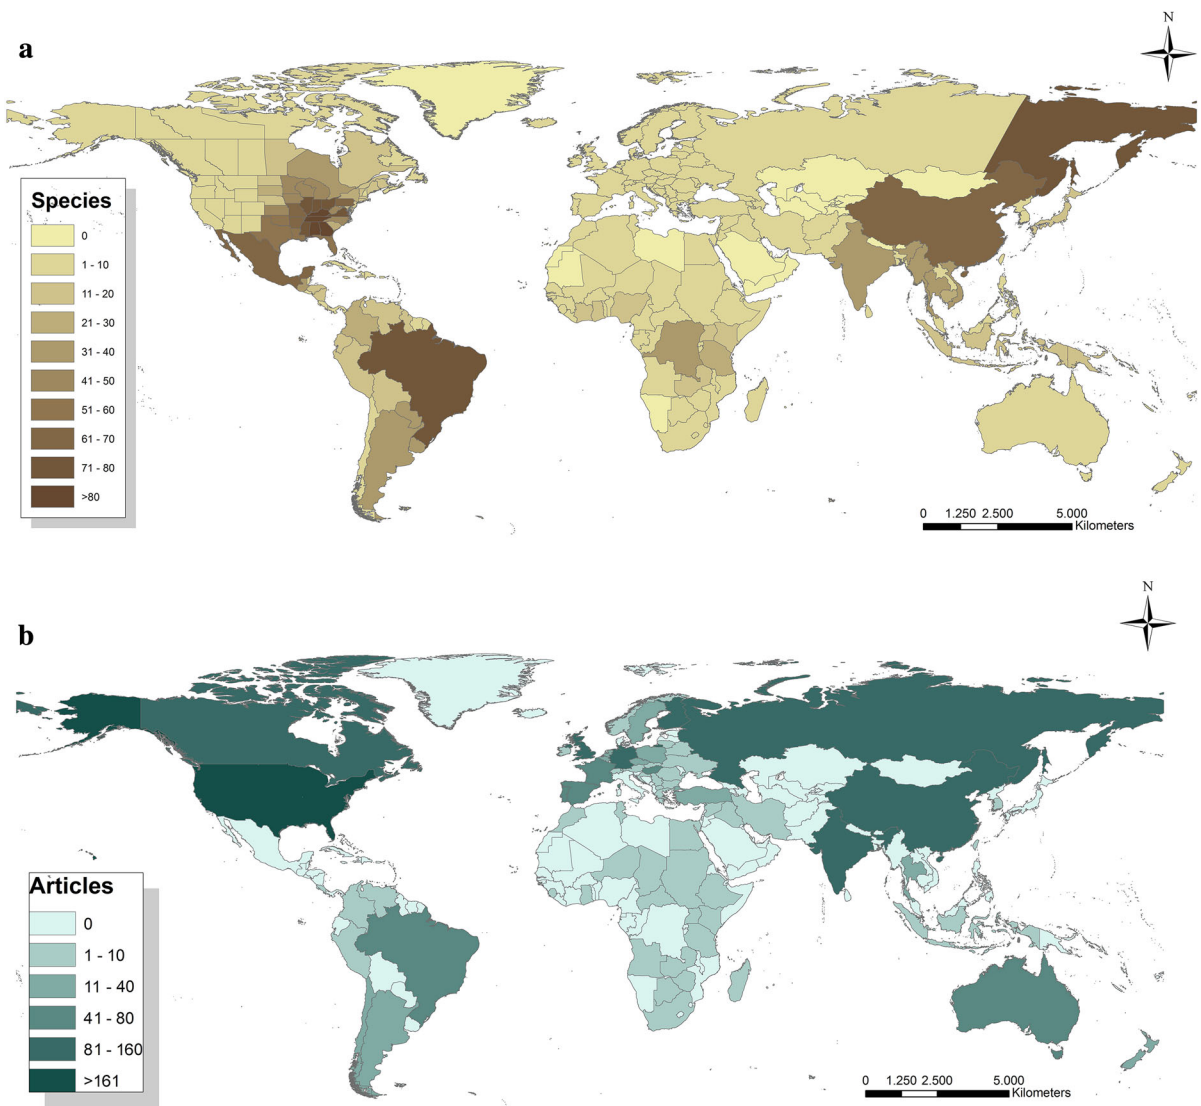 a
N
Species
0
1 - 10
11 - 20
21 - 30
31 - 40
41 - 50
51 - 60
61 - 70
71 - 80
>80
0 1.250 2.500 5.000
Kilometers
b
N
Articles
0
1 - 10
11 - 40
41 - 80
81 - 160
>161
0 1.250 2.500 5.000
Kilometers